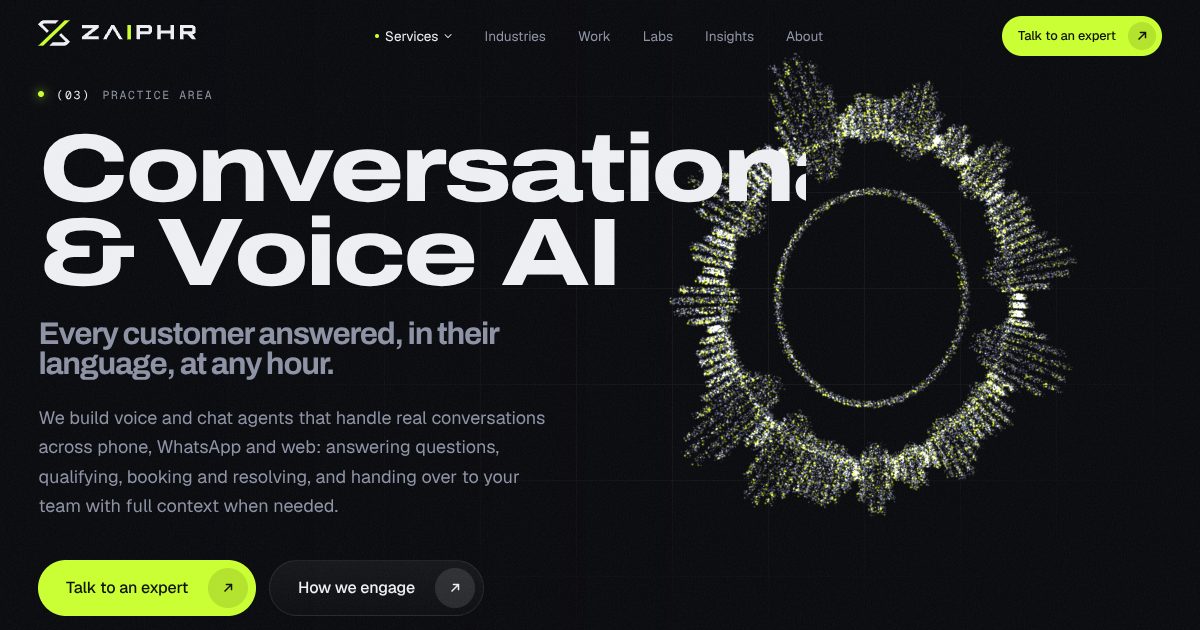 ZAIPHR
Services
Industries
Work
Labs
Insights
About
Talk to an expert
(03) PRACTICE AREA
Conversation
& Voice AI
Every customer answered, in their
language, at any hour.
We build voice and chat agents that handle real conversations
across phone, WhatsApp and web: answering questions,
qualifying, booking and resolving, and handing over to your
team with full context when needed.
Talk to an expert
How we engage